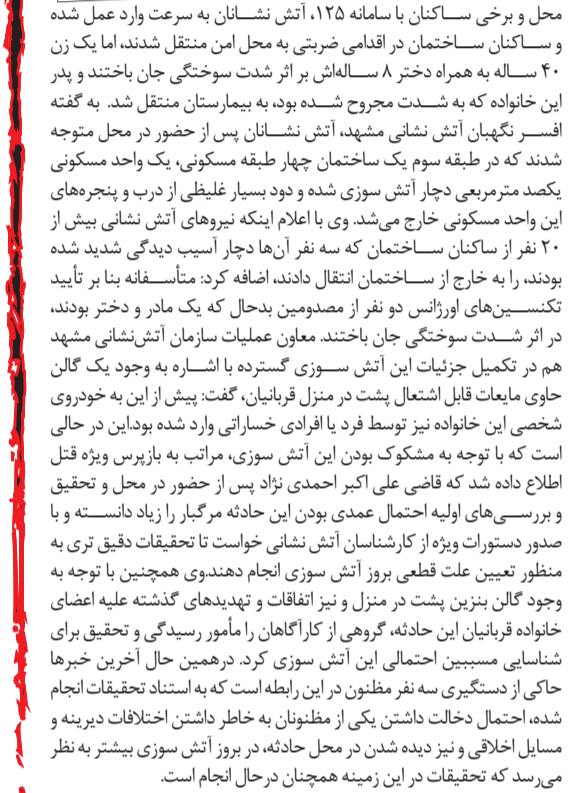 محل و برخی ساکنان با سامانه ۱۲۵، آتش نشانان به سرعت وارد عمل شده
و ساکنان ساختمان در اقدامی ضربتی به محل امن منتقل شدند، اما یک زن
۴۰ ساله به همراه دختر ۸ ساله‌اش بر اثر شدت سوختگی جان باختند و پدر
این خانواده که به شدت مجروح شده بود، به بیمارستان منتقل شد. به گفته
افسر نگهبان آتش نشانی مشهد، آتش نشانان پس از حضور در محل متوجه
شدند که در طبقه سوم یک ساختمان چهار طبقه مسکونی، یک واحد مسکونی
یکصد مترمربعی دچار آتش سوزی شده و دود بسیار غلیظی از درب و پنجره‌های
این واحد مسکونی خارج می‌شد. وی با اعلام اینکه نیروهای آتش نشانی بیش از
۲۰ نفر از ساکنان ساختمان که سه نفر آن‌ها دچار آسیب دیدگی شدید شده
بودند، را به خارج از ساختمان انتقال دادند، اضافه کرد: متأسفانه بنا بر تأیید
تکنسین‌های اورژانس دو نفر از مصدومین بدحال که یک مادر و دختر بودند،
در اثر شدت سوختگی جان باختند. معاون عملیات سازمان آتش‌نشانی مشهد
هم در تکمیل جزئیات این آتش سوزی گسترده با اشاره به وجود یک گالن
حاوی مایعات قابل اشتعال پشت در منزل قربانیان، گفت: پیش از این به خودروی
شخصی این خانواده نیز توسط فرد یا افرادی خساراتی وارد شده بود.این در حالی
است که با توجه به مشکوک بودن این آتش سوزی، مراتب به بازپرس ویژه قتل
اطلاع داده شد که قاضی علی اکبر احمدی نژاد پس از حضور در محل و تحقیق
و بررسی‌های اولیه احتمال عمدی بودن این حادثه مرگبار را زیاد دانسته و با
صدور دستورات ویژه از کارشناسان آتش نشانی خواست تا تحقیقات دقیق تری به
منظور تعیین علت قطعی بروز آتش سوزی انجام دهند.وی همچنین با توجه به
وجود گالن بنزین پشت در منزل و نیز اتفاقات و تهدیدهای گذشته علیه اعضای
خانواده قربانیان این حادثه، گروهی از کارآگاهان را مأمور رسیدگی و تحقیق برای
شناسایی مسببین احتمالی این آتش سوزی کرد. درهمین حال آخرین خبرها
حاکی از دستگیری سه نفر مظنون در این رابطه است که به استناد تحقیقات انجام
شده، احتمال دخالت داشتن یکی از مظنونان به خاطر داشتن اختلافات دیرینه و
مسایل اخلاقی و نیز دیده شدن در محل حادثه، در بروز آتش سوزی بیشتر به نظر
می‌رسد که تحقیقات در این زمینه همچنان درحال انجام است.